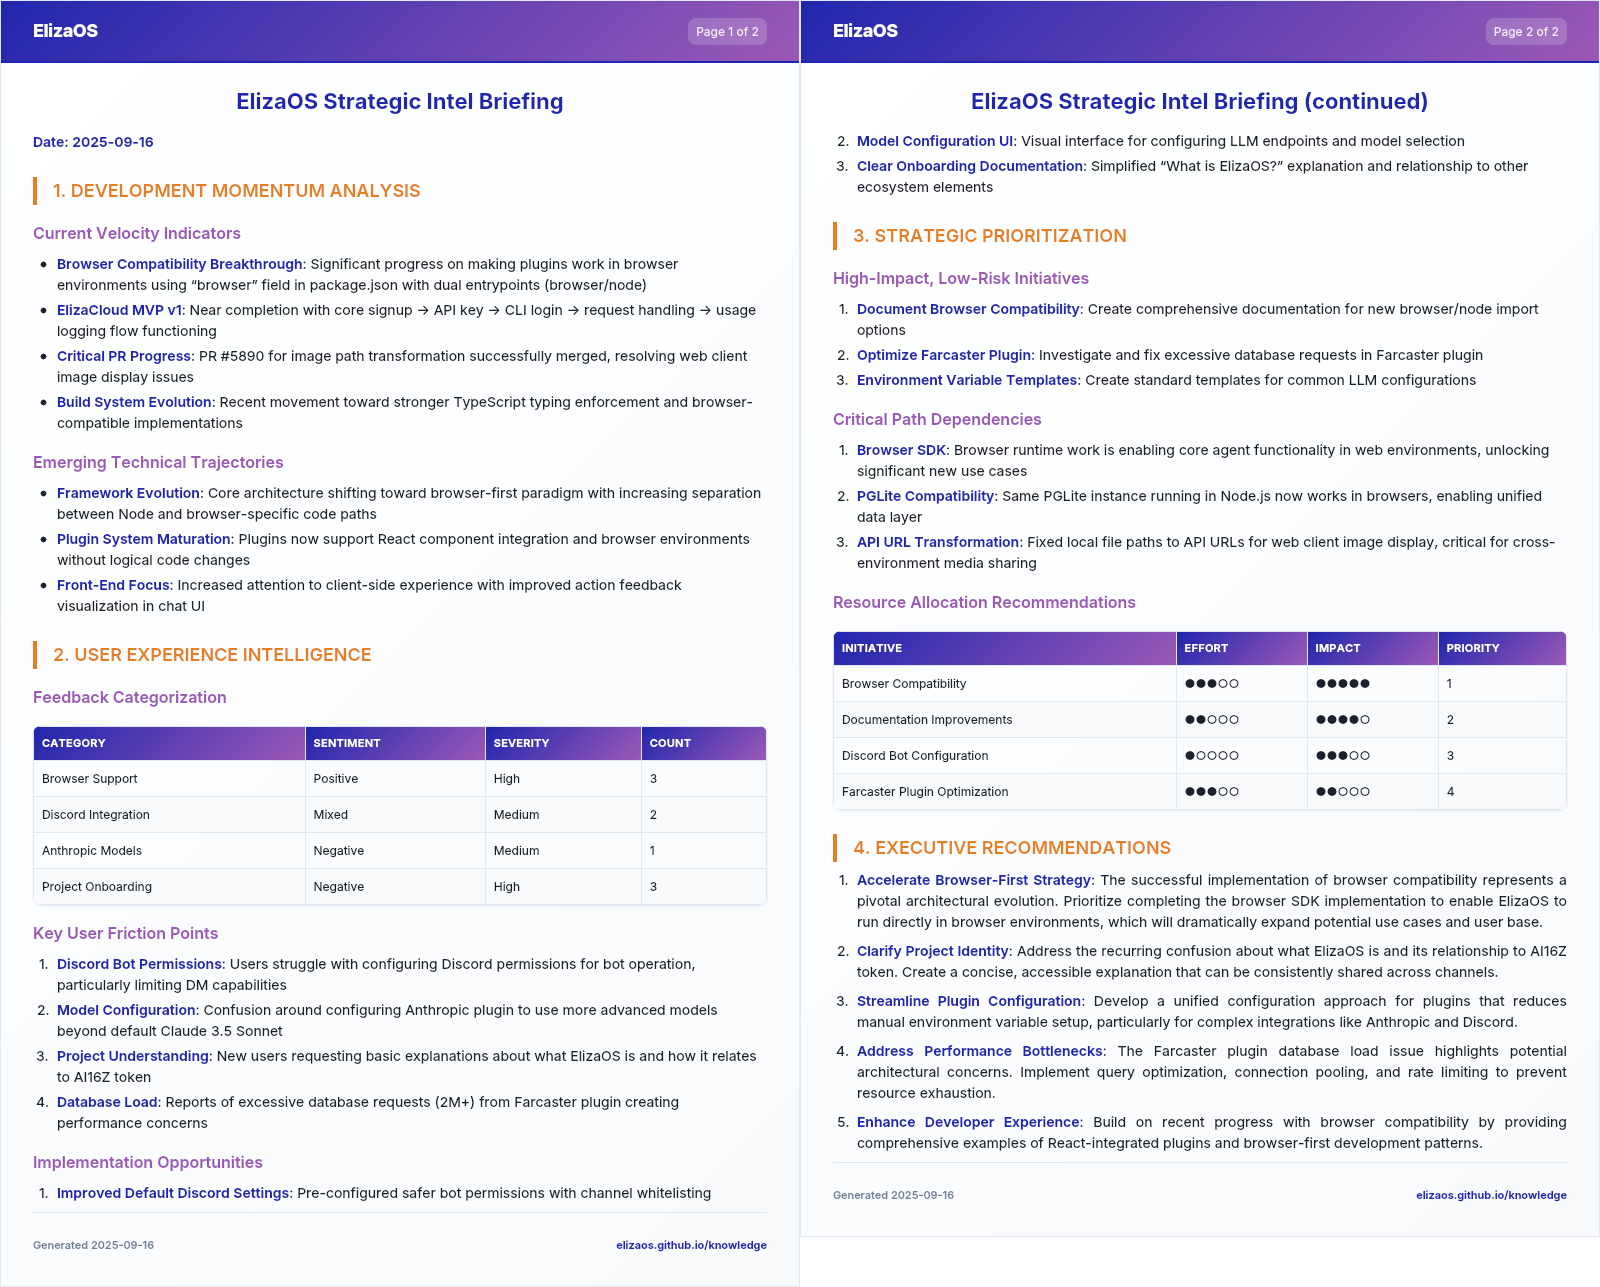 ElizaOS
Page 1 of 2
ElizaOS Strategic Intel Briefing
Date: 2025-09-16
1. DEVELOPMENT MOMENTUM ANALYSIS
Current Velocity Indicators
• Browser Compatibility Breakthrough: Significant progress on making plugins work in browser
environments using “browser” field in package.json with dual entrypoints (browser/node)
• ElizaCloud MVP v1: Near completion with core signup → API key → CLI login → request handling → usage
logging flow functioning
• Critical PR Progress: PR #5890 for image path transformation successfully merged, resolving web client
image display issues
• Build System Evolution: Recent movement toward stronger TypeScript typing enforcement and browser-
compatible implementations
Emerging Technical Trajectories
• Framework Evolution: Core architecture shifting toward browser-first paradigm with increasing separation
between Node and browser-specific code paths
• Plugin System Maturation: Plugins now support React component integration and browser environments
without logical code changes
• Front-End Focus: Increased attention to client-side experience with improved action feedback
visualization in chat UI
2. USER EXPERIENCE INTELLIGENCE
Feedback Categorization
CATEGORY SENTIMENT SEVERITY COUNT
Browser Support Positive High 3
Discord Integration Mixed Medium 2
Anthropic Models Negative Medium 1
Project Onboarding Negative High 3
Key User Friction Points
1. Discord Bot Permissions: Users struggle with configuring Discord permissions for bot operation,
particularly limiting DM capabilities
2. Model Configuration: Confusion around configuring Anthropic plugin to use more advanced models
beyond default Claude 3.5 Sonnet
3. Project Understanding: New users requesting basic explanations about what ElizaOS is and how it relates
to AI16Z token
4. Database Load: Reports of excessive database requests (2M+) from Farcaster plugin creating
performance concerns
Implementation Opportunities
1. Improved Default Discord Settings: Pre-configured safer bot permissions with channel whitelisting
Generated 2025-09-16
elizaos.github.io/knowledge
ElizaOS
Page 2 of 2
ElizaOS Strategic Intel Briefing (continued)
2. Model Configuration UI: Visual interface for configuring LLM endpoints and model selection
3. Clear Onboarding Documentation: Simplified “What is ElizaOS?” explanation and relationship to other
ecosystem elements
3. STRATEGIC PRIORITIZATION
High-Impact, Low-Risk Initiatives
1. Document Browser Compatibility: Create comprehensive documentation for new browser/node import
options
2. Optimize Farcaster Plugin: Investigate and fix excessive database requests in Farcaster plugin
3. Environment Variable Templates: Create standard templates for common LLM configurations
Critical Path Dependencies
1. Browser SDK: Browser runtime work is enabling core agent functionality in web environments, unlocking
significant new use cases
2. PGLite Compatibility: Same PGLite instance running in Node.js now works in browsers, enabling unified
data layer
3. API URL Transformation: Fixed local file paths to API URLs for web client image display, critical for cross-
environment media sharing
Resource Allocation Recommendations
INITIATIVE EFFORT IMPACT PRIORITY
Browser Compatibility ●●●○○ ●●●●● 1
Documentation Improvements ●●○○○ ●●●●○ 2
Discord Bot Configuration ●○○○○ ●●●○○ 3
Farcaster Plugin Optimization ●●●○○ ●●○○○ 4
4. EXECUTIVE RECOMMENDATIONS
1. Accelerate Browser-First Strategy: The successful implementation of browser compatibility represents a
pivotal architectural evolution. Prioritize completing the browser SDK implementation to enable ElizaOS to
run directly in browser environments, which will dramatically expand potential use cases and user base.
2. Clarify Project Identity: Address the recurring confusion about what ElizaOS is and its relationship to AI16Z
token. Create a concise, accessible explanation that can be consistently shared across channels.
3. Streamline Plugin Configuration: Develop a unified configuration approach for plugins that reduces
manual environment variable setup, particularly for complex integrations like Anthropic and Discord.
4. Address Performance Bottlenecks: The Farcaster plugin database load issue highlights potential
architectural concerns. Implement query optimization, connection pooling, and rate limiting to prevent
resource exhaustion.
5. Enhance Developer Experience: Build on recent progress with browser compatibility by providing
comprehensive examples of React-integrated plugins and browser-first development patterns.
Generated 2025-09-16
elizaos.github.io/knowledge